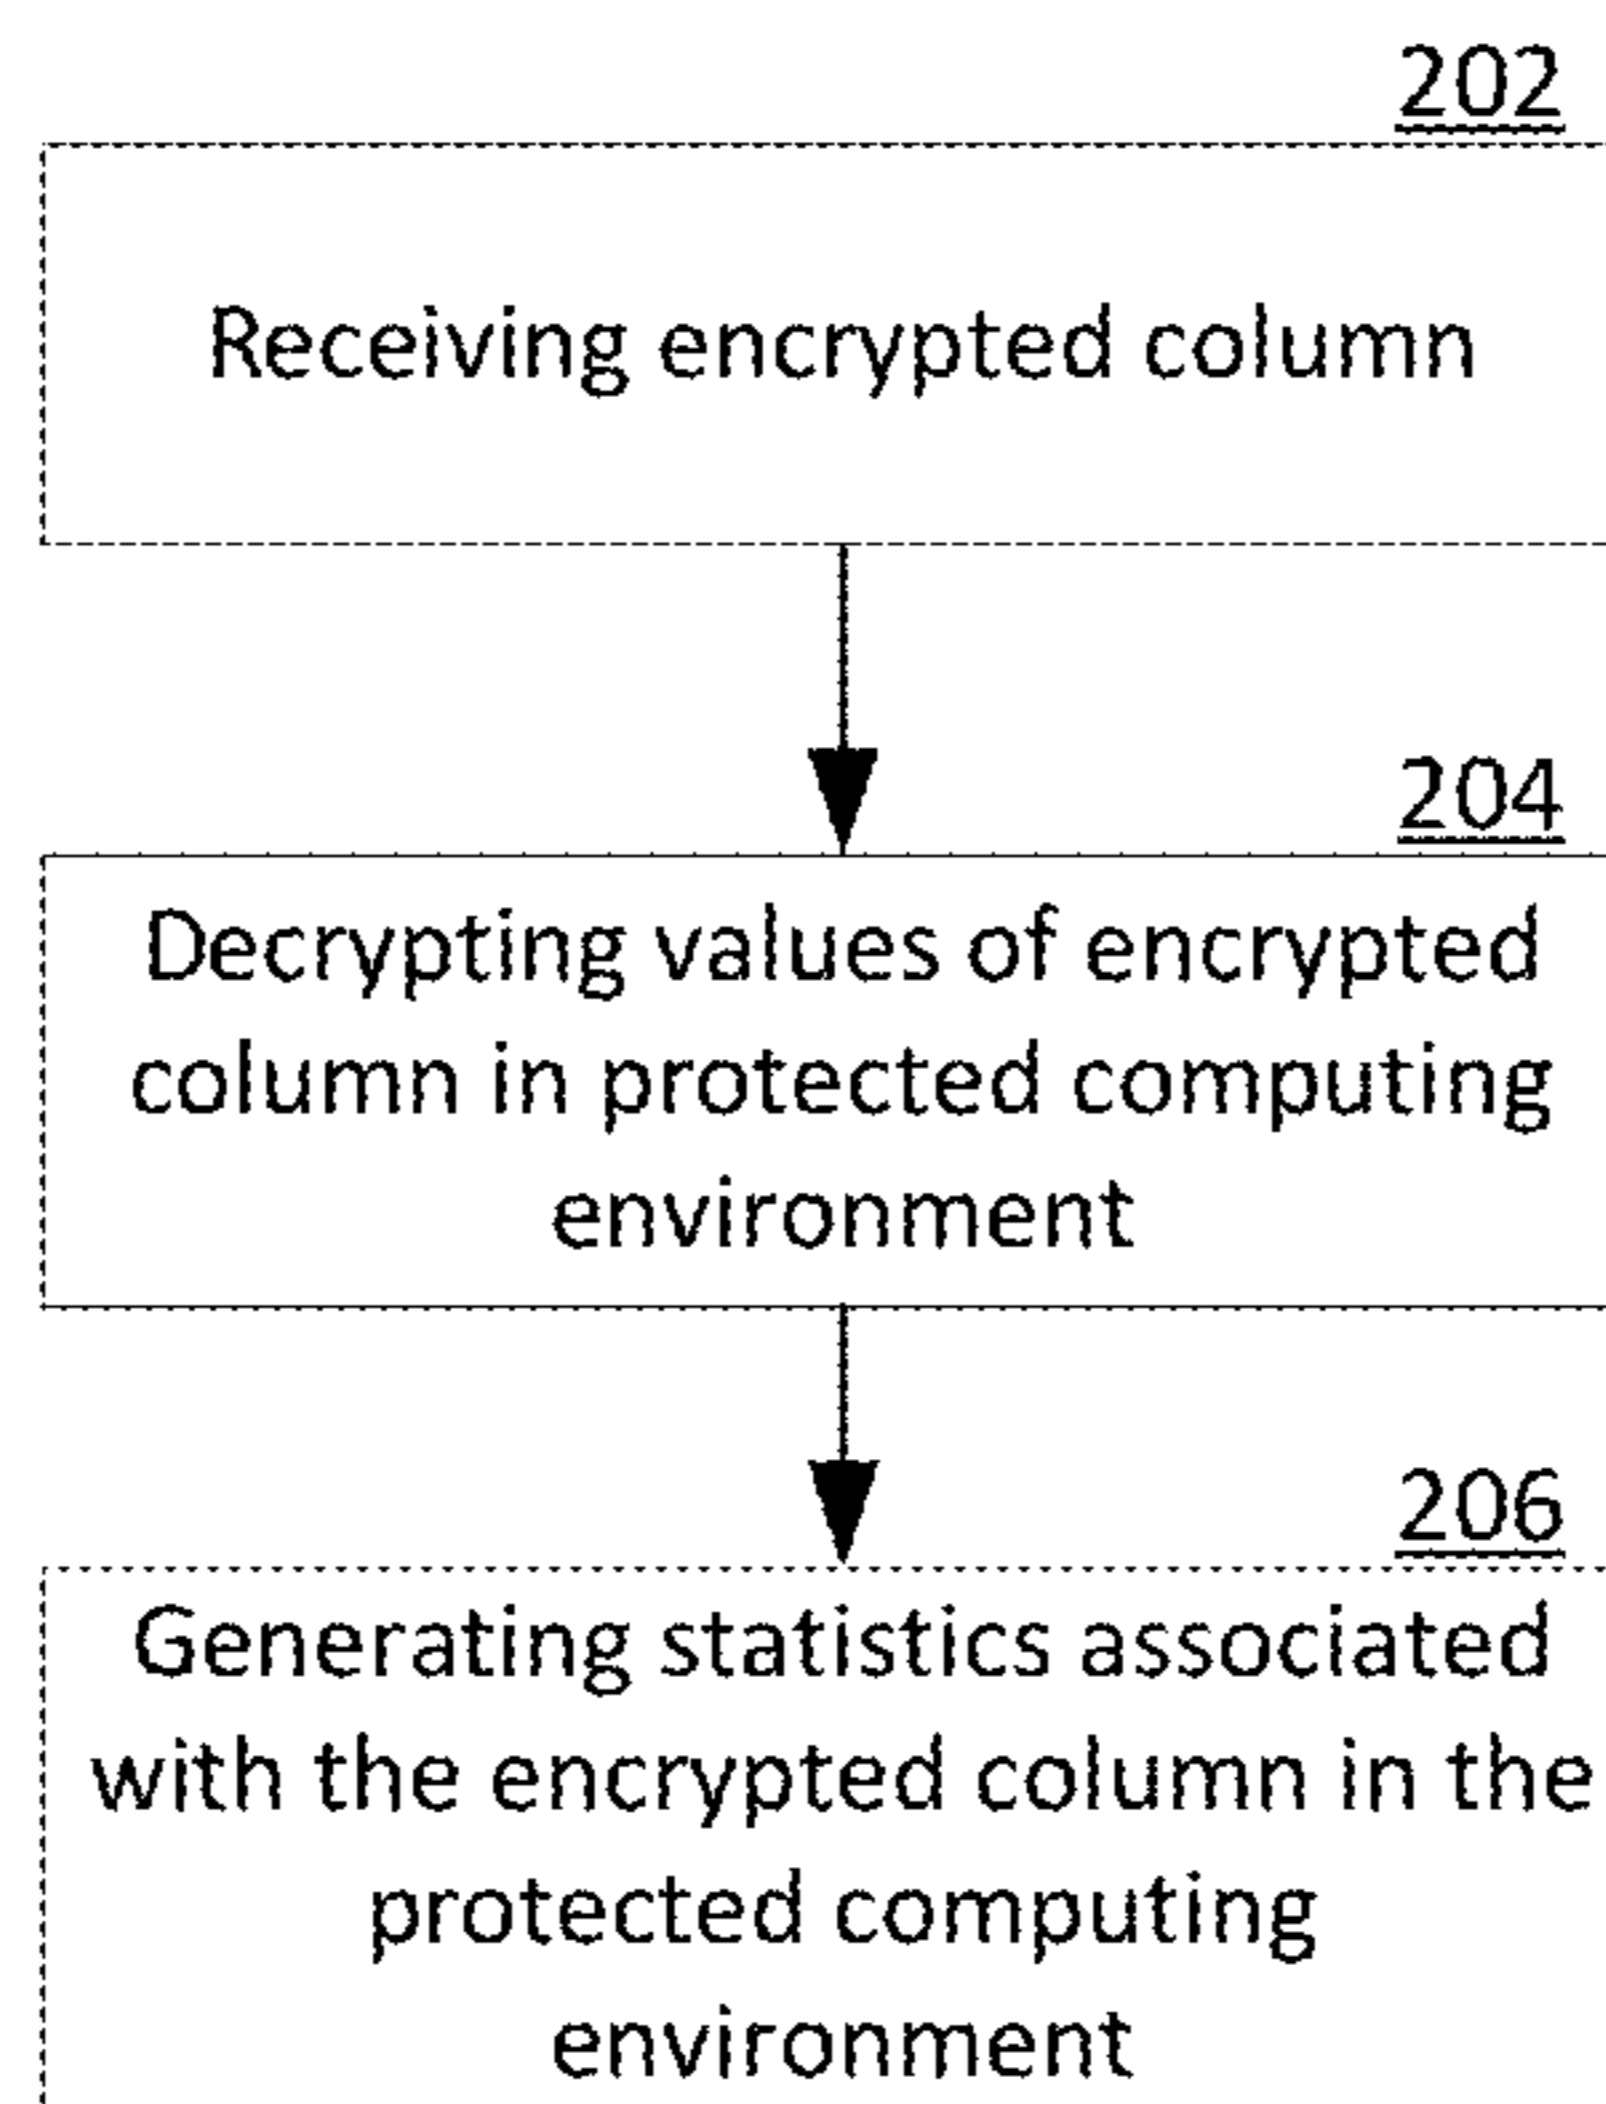 202
Receiving encrypted column
204
Decrypting values of encrypted
column in protected computing
environment
206
Generating statistics associated
with the encrypted column in the
protected computing
environment